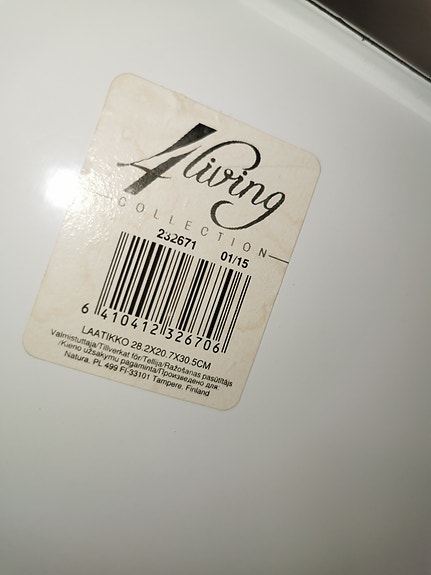 4Living
COLLECTION
232671 01/15
6 410412 326706
LAATIKKO 28.2X20.7X30.5CM
Valmistuttaja/Tillverkat för/Tellija/Ražošanas pasūtītājs
/Kieno užsakymu pagaminta/Произведено для:
Natura, PL 499 FI-33101 Tampere, Finland